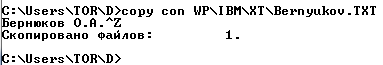 C:\Users\TOR\D>copy con WP\IBM\XT\Bernyukov.TXT
Бернюков О.А.^Z
Скопировано файлов:         1.

C:\Users\TOR\D>